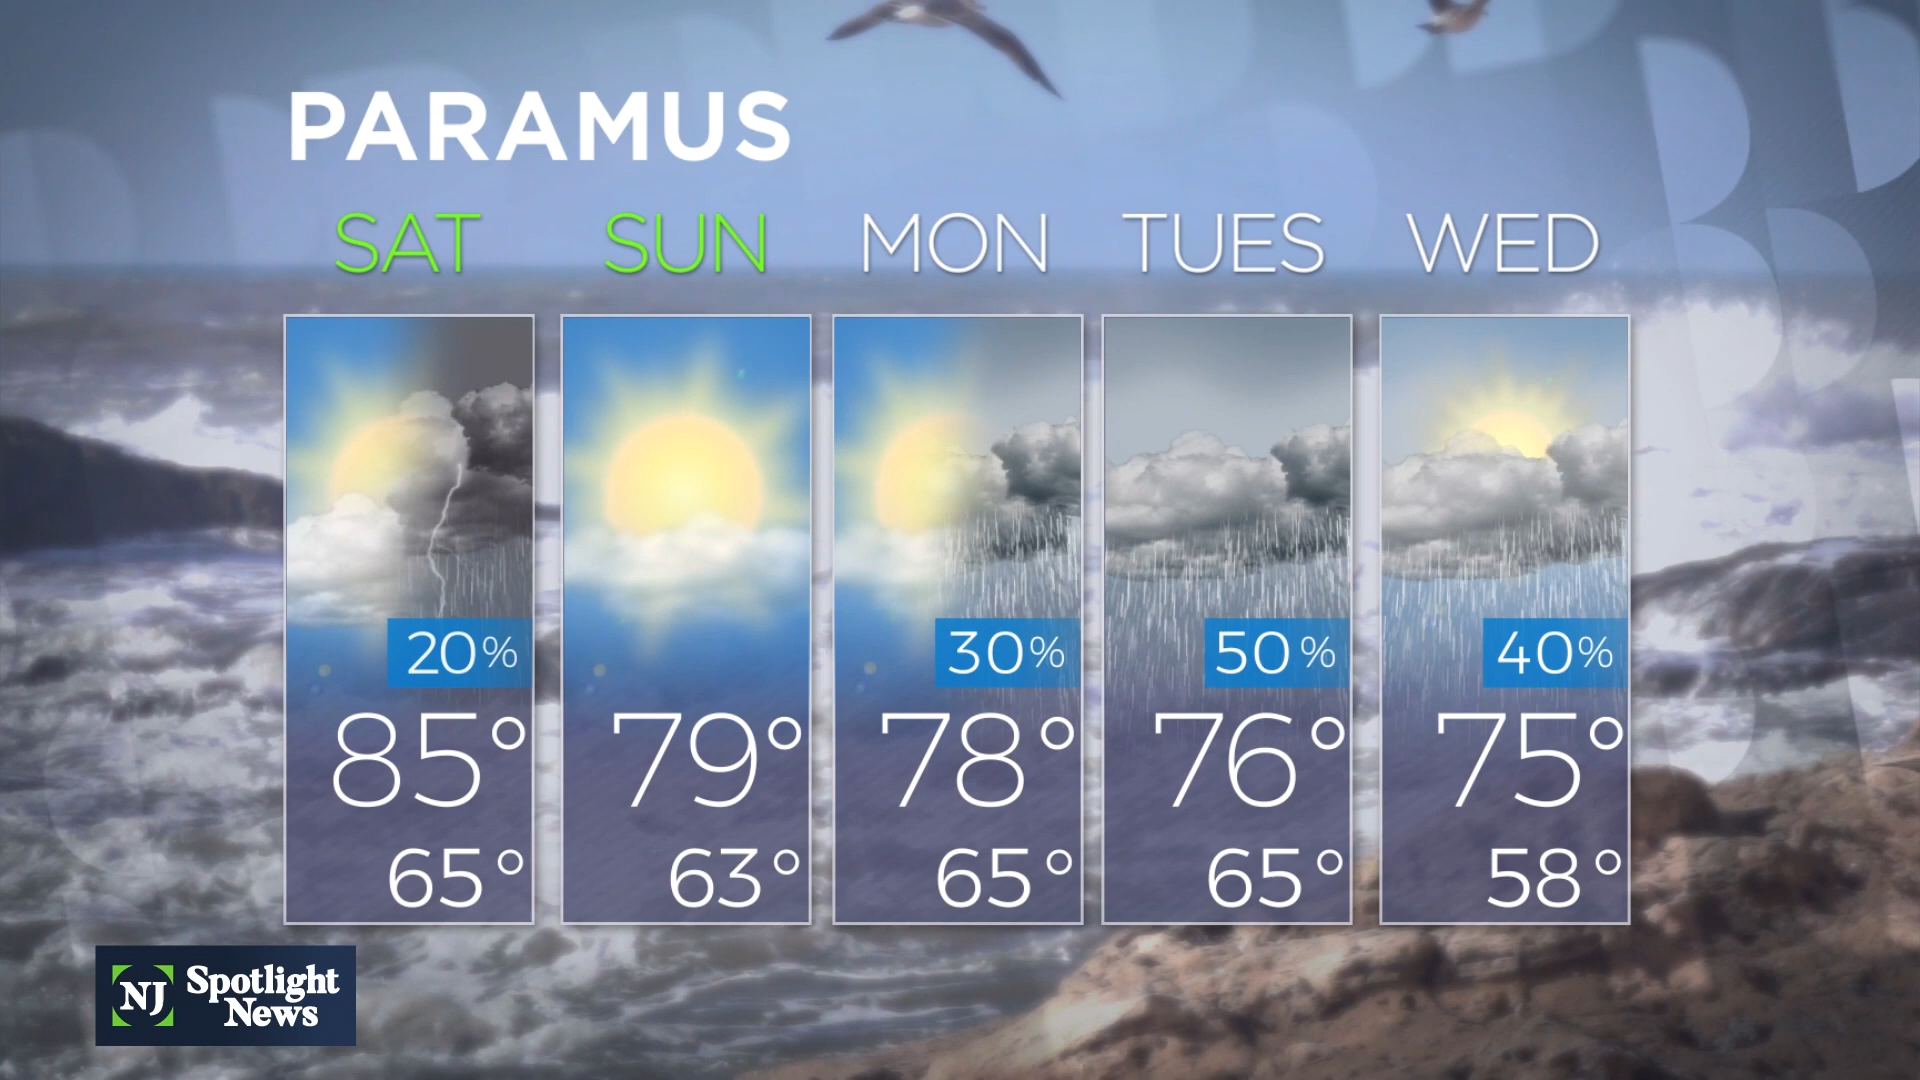 PARAMUS
SAT SUN MON TUES WED
20% 30% 50% 40%
85° 79° 78° 76° 75°
65° 63° 65° 65° 58°
NJ Spotlight
News